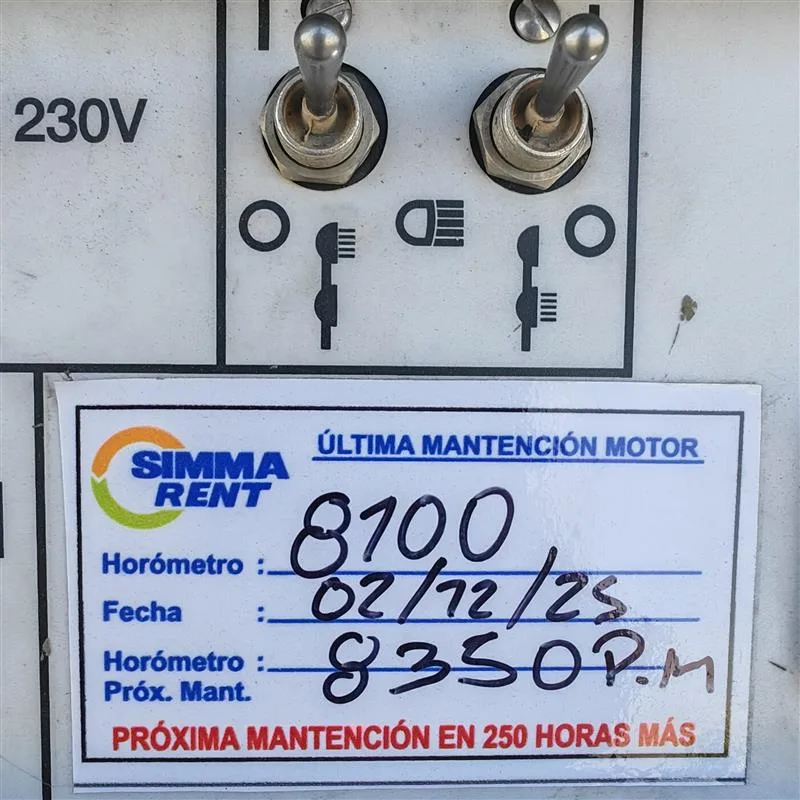 230V
SIMMA
RENT
ÚLTIMA MANTENCIÓN MOTOR
Horómetro : 8100
Fecha : 02/12/25
Horómetro : 8350 P.M
Próx. Mant.
PRÓXIMA MANTENCIÓN EN 250 HORAS MÁS